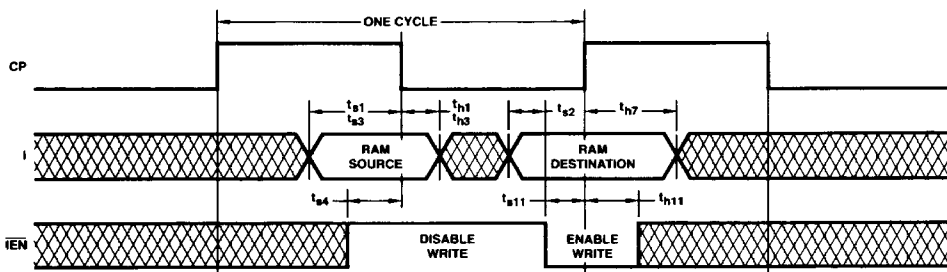 ONE CYCLE
CP
ts1
ts3
th1
th3
ts2
th7
I
RAM
SOURCE
RAM
DESTINATION
ts4
ts11
th11
IEN
DISABLE
WRITE
ENABLE
WRITE